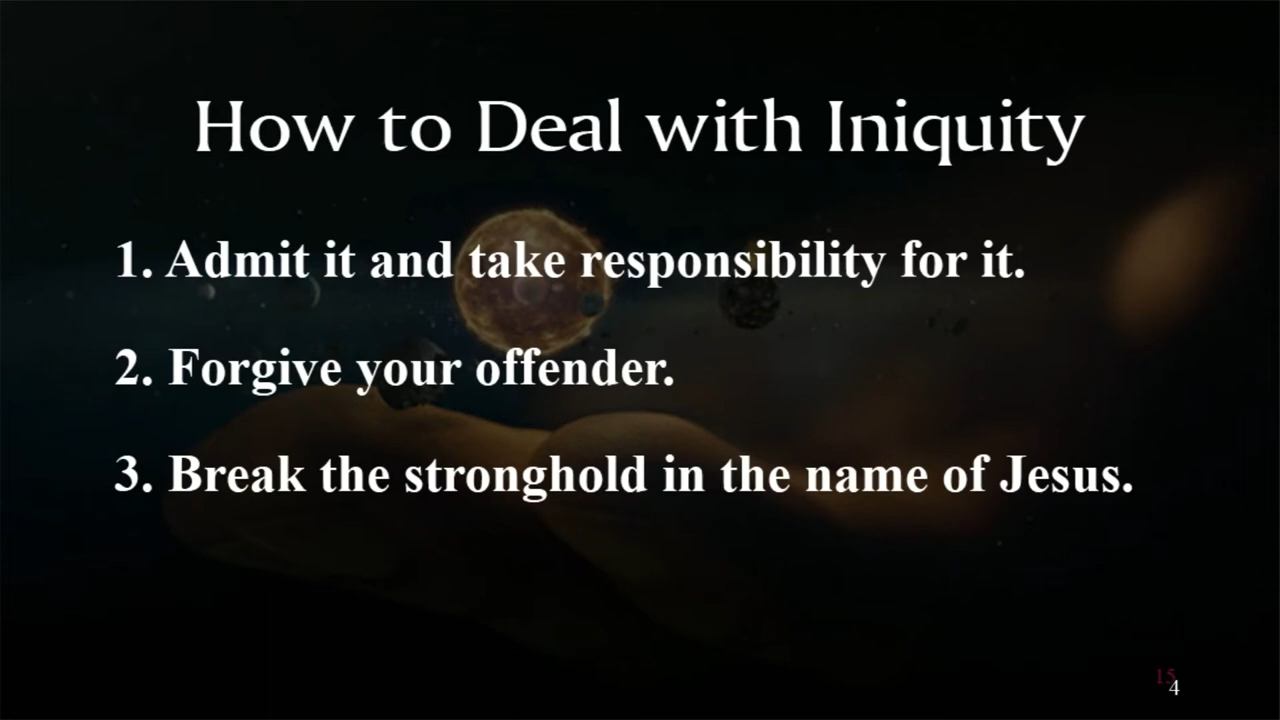 How to Deal with Iniquity
1. Admit it and take responsibility for it.
2. Forgive your offender.
3. Break the stronghold in the name of Jesus.
15
4